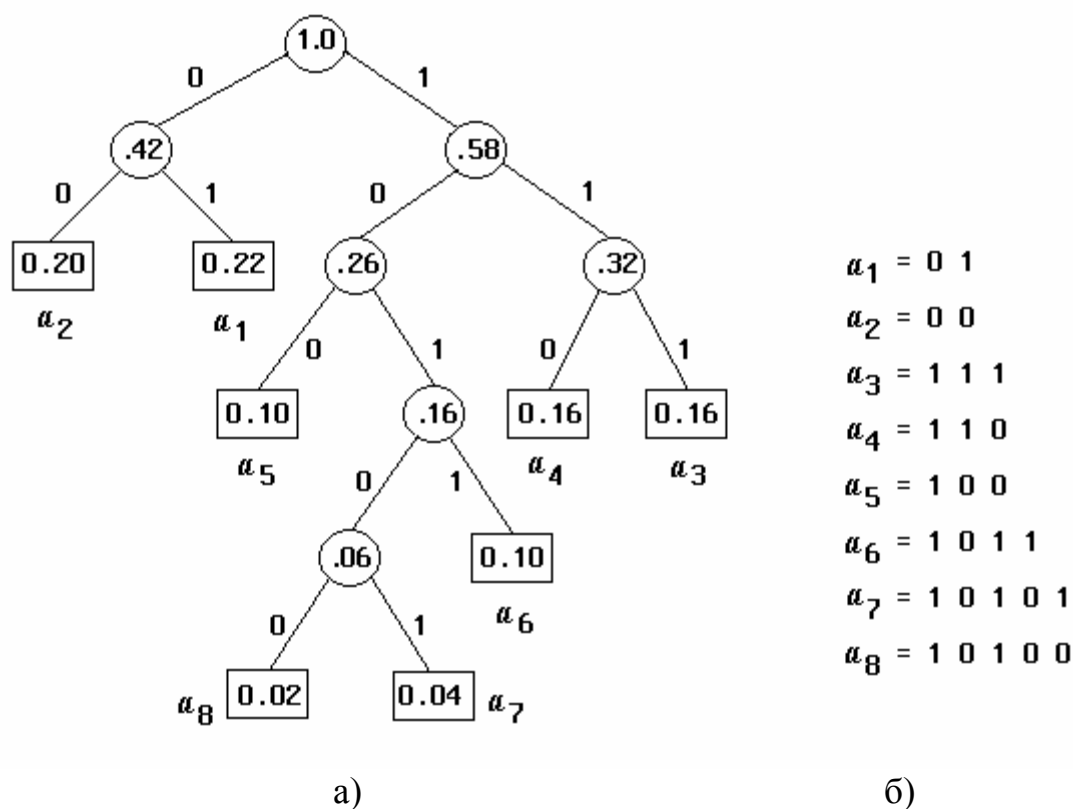 1.0
0 1
.42 .58
0 1 0 1
0.20 0.22 .26 .32
a2 a1
0 1 0 1
0.10 .16 0.16 0.16
a5 a4 a3
0 1
.06 0.10
a6
0 1
a8 0.02 0.04 a7
a1 = 0 1
a2 = 0 0
a3 = 1 1 1
a4 = 1 1 0
a5 = 1 0 0
a6 = 1 0 1 1
a7 = 1 0 1 0 1
a8 = 1 0 1 0 0
а) б)